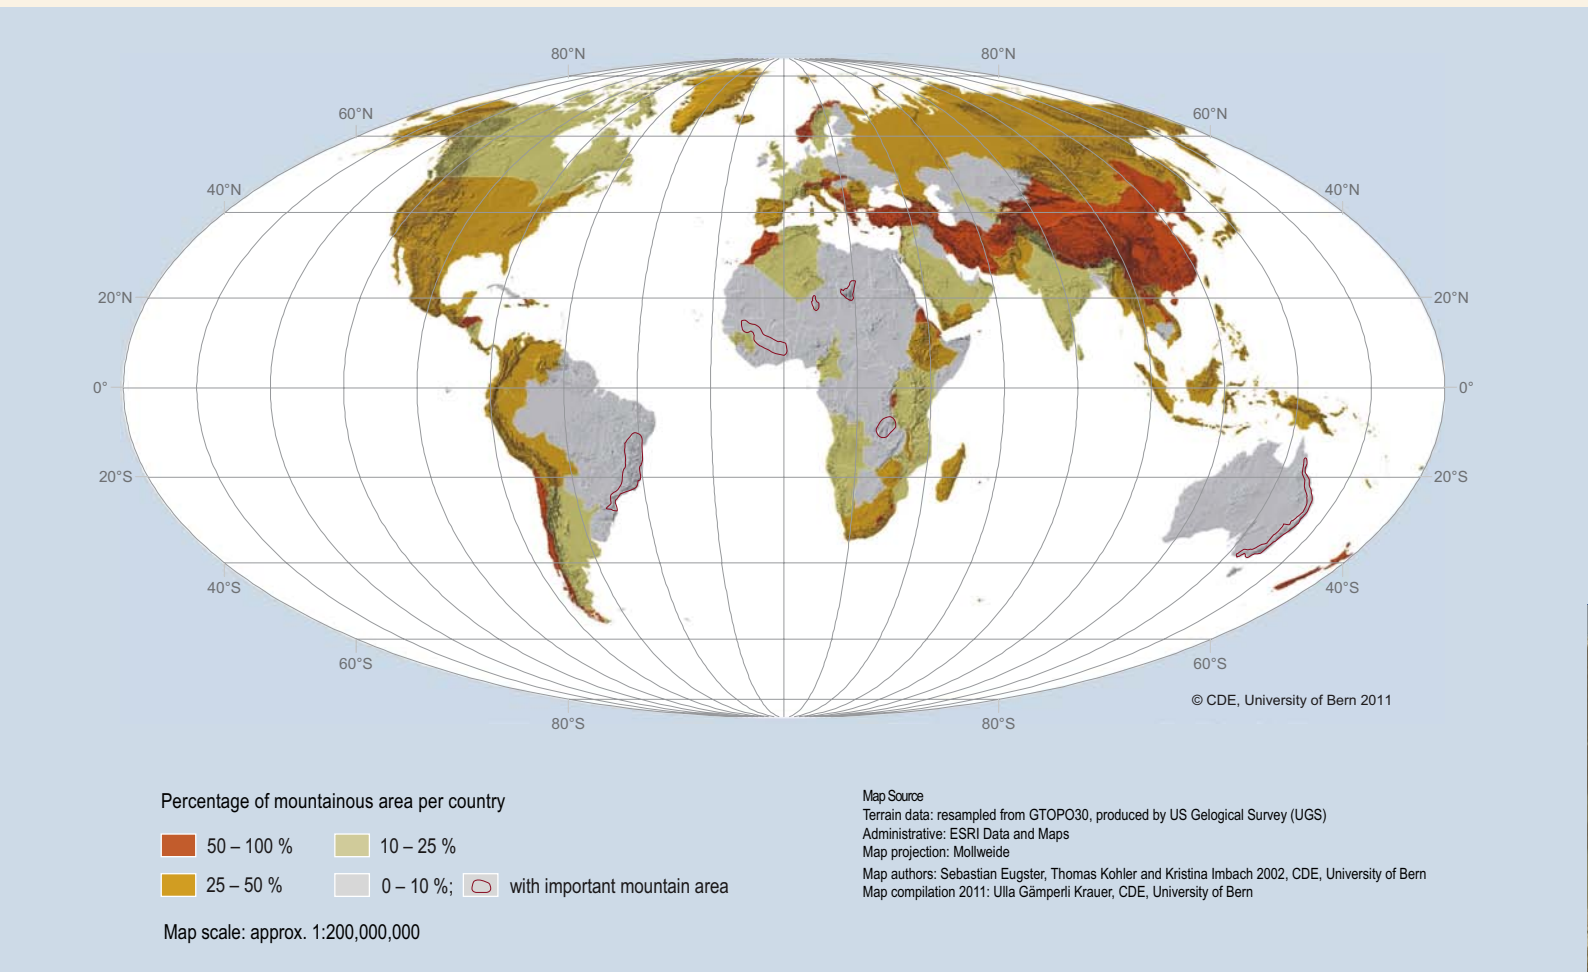 80°N 80°N
60°N 60°N
40°N 40°N
20°N 20°N
0° 0°
20°S 20°S
40°S 40°S
60°S 60°S
© CDE, University of Bern 2011
80°S 80°S
Percentage of mountainous area per country
50 – 100 % 10 – 25 %
25 – 50 % 0 – 10 %; with important mountain area
Map scale: approx. 1:200,000,000
Map Source
Terrain data: resampled from GTOPO30, produced by US Gelogical Survey (UGS)
Administrative: ESRI Data and Maps
Map projection: Mollweide
Map authors: Sebastian Eugster, Thomas Kohler and Kristina Imbach 2002, CDE, University of Bern
Map compilation 2011: Ulla Gämperli Krauer, CDE, University of Bern